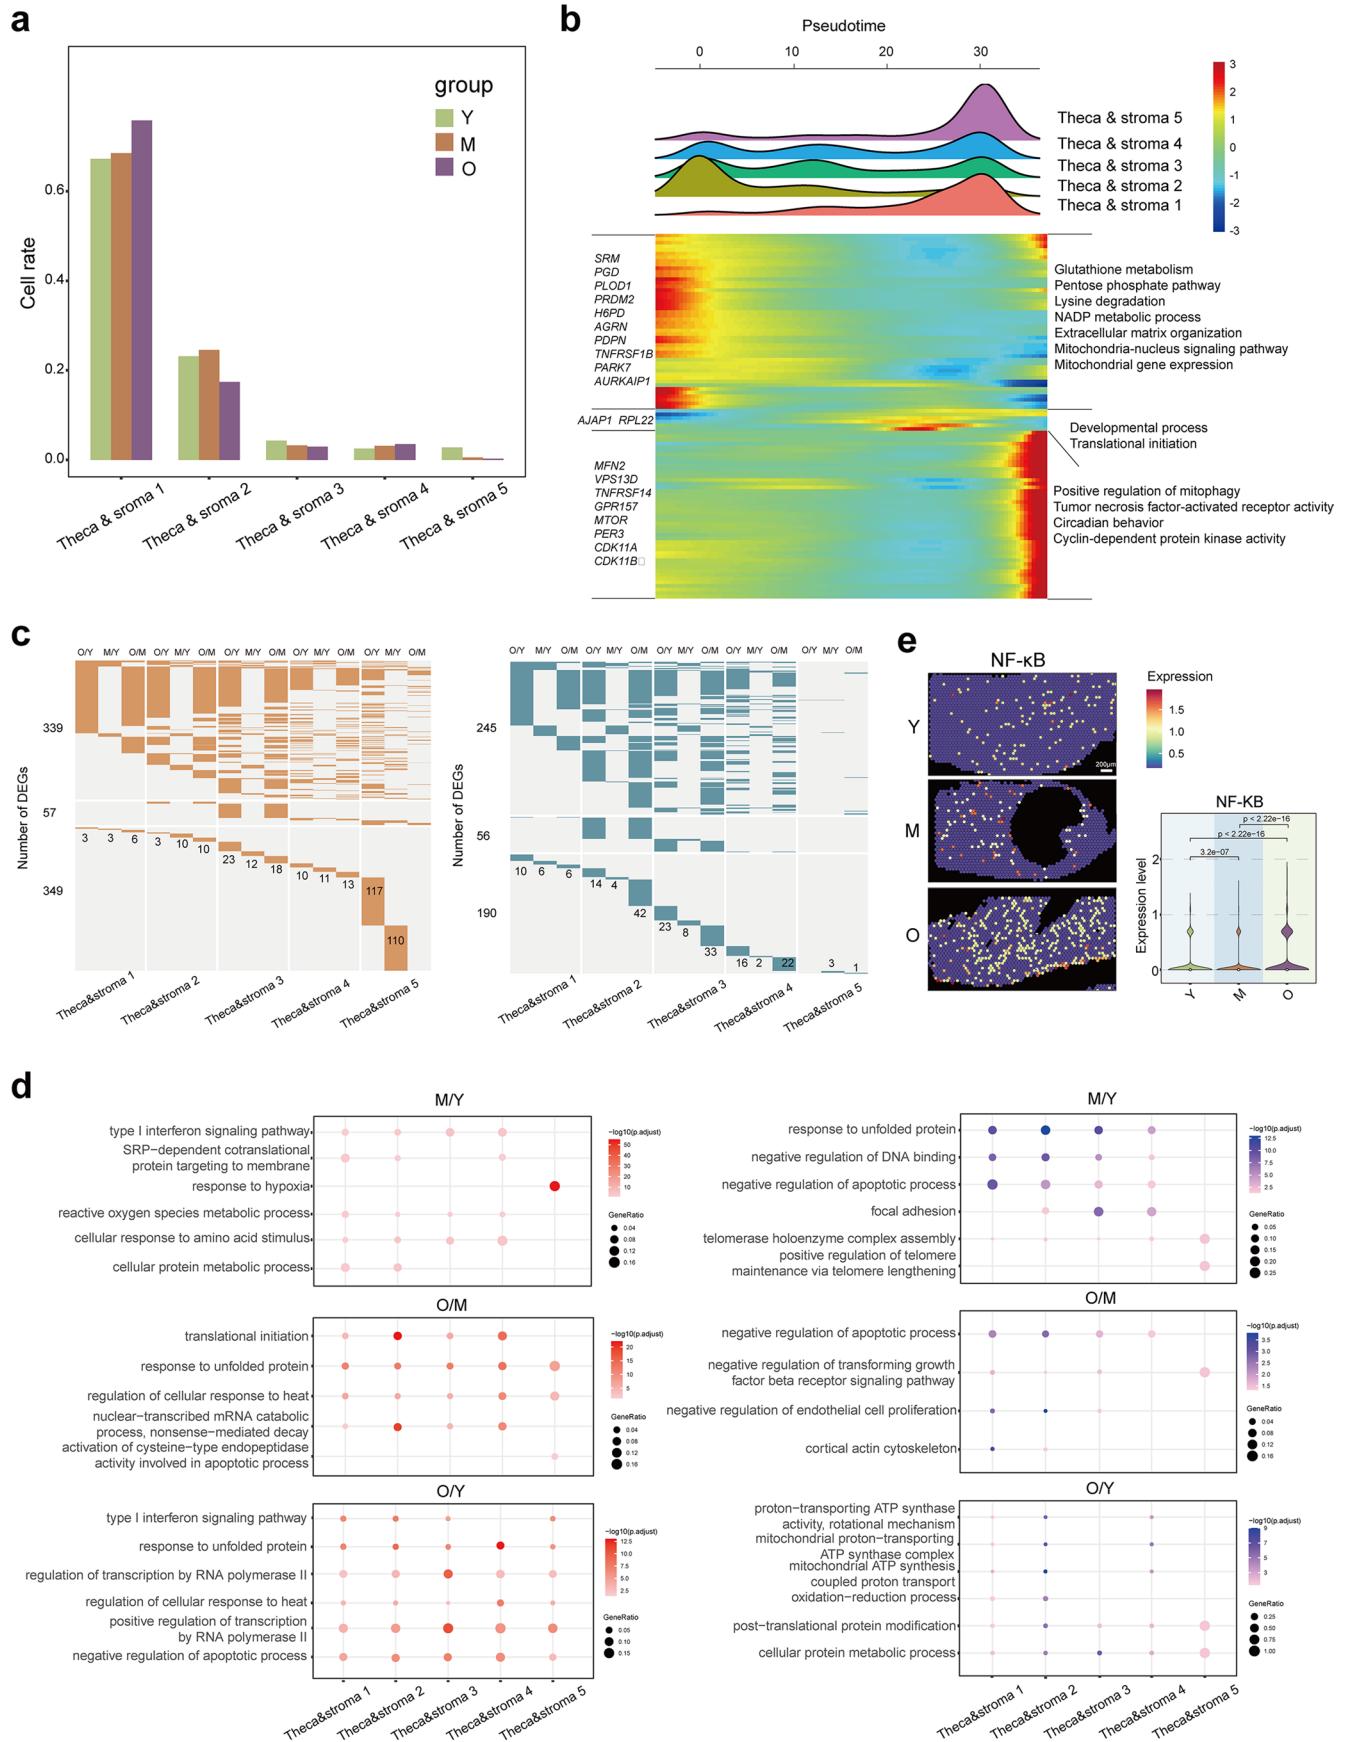 a
group
Y
M
O
Cell rate
0.6
0.4
0.2
0.0
Theca & sroma 1
Theca & sroma 2
Theca & sroma 3
Theca & sroma 4
Theca & sroma 5
b
Pseudotime
0 10 20 30
Theca & stroma 5
Theca & stroma 4
Theca & stroma 3
Theca & stroma 2
Theca & stroma 1
3
2
1
0
-1
-2
-3
SRM
PGD
PLOD1
PRDM2
H6PD
AGRN
PDPN
TNFRSF1B
PARK7
AURKAIP1
AJAP1 RPL22
MFN2
VPS13D
TNFRSF14
GPR157
MTOR
PER3
CDK11A
CDK11B□
Glutathione metabolism
Pentose phosphate pathway
Lysine degradation
NADP metabolic process
Extracellular matrix organization
Mitochondria-nucleus signaling pathway
Mitochondrial gene expression
Developmental process
Translational initiation
Positive regulation of mitophagy
Tumor necrosis factor-activated receptor activity
Circadian behavior
Cyclin-dependent protein kinase activity
c
O/Y M/Y O/M O/Y M/Y O/M O/Y M/Y O/M O/Y M/Y O/M O/Y M/Y O/M
Number of DEGs
339
57
349
3 3 6 3 10 10 23 12 18 10 11 13 117 110
Theca&stroma 1
Theca&stroma 2
Theca&stroma 3
Theca&stroma 4
Theca&stroma 5
O/Y M/Y O/M O/Y M/Y O/M O/Y M/Y O/M O/Y M/Y O/M O/Y M/Y O/M
Number of DEGs
245
56
190
10 6 6 14 4 42 23 8 33 16 2 22 3 1
Theca&stroma 1
Theca&stroma 2
Theca&stroma 3
Theca&stroma 4
Theca&stroma 5
e
NF-κB
Y
M
O
200μm
Expression
1.5
1.0
0.5
NF-KB
p < 2.22e−16
p < 2.22e−16
3.2e−07
Expression level
2
1
0
Y M O
d
M/Y
type I interferon signaling pathway
SRP−dependent cotranslational
protein targeting to membrane
response to hypoxia
reactive oxygen species metabolic process
cellular response to amino acid stimulus
cellular protein metabolic process
−log10(p.adjust)
50
40
30
20
10
GeneRatio
0.04
0.08
0.12
0.16
O/M
translational initiation
response to unfolded protein
regulation of cellular response to heat
nuclear−transcribed mRNA catabolic
process, nonsense−mediated decay
activation of cysteine−type endopeptidase
activity involved in apoptotic process
−log10(p.adjust)
20
15
10
5
GeneRatio
0.04
0.08
0.12
0.16
O/Y
type I interferon signaling pathway
response to unfolded protein
regulation of transcription by RNA polymerase II
regulation of cellular response to heat
positive regulation of transcription
by RNA polymerase II
negative regulation of apoptotic process
−log10(p.adjust)
12.5
10.0
7.5
5.0
2.5
GeneRatio
0.05
0.10
0.15
Theca&stroma 1
Theca&stroma 2
Theca&stroma 3
Theca&stroma 4
Theca&stroma 5
M/Y
response to unfolded protein
negative regulation of DNA binding
negative regulation of apoptotic process
focal adhesion
telomerase holoenzyme complex assembly
positive regulation of telomere
maintenance via telomere lengthening
−log10(p.adjust)
12.5
10.0
7.5
5.0
2.5
GeneRatio
0.05
0.10
0.15
0.20
0.25
O/M
negative regulation of apoptotic process
negative regulation of transforming growth
factor beta receptor signaling pathway
negative regulation of endothelial cell proliferation
cortical actin cytoskeleton
−log10(p.adjust)
3.5
3.0
2.5
2.0
1.5
GeneRatio
0.04
0.08
0.12
0.16
O/Y
proton−transporting ATP synthase
activity, rotational mechanism
mitochondrial proton−transporting
ATP synthase complex
mitochondrial ATP synthesis
coupled proton transport
oxidation−reduction process
post−translational protein modification
cellular protein metabolic process
−log10(p.adjust)
9
7
5
3
GeneRatio
0.25
0.50
0.75
1.00
Theca&stroma 1
Theca&stroma 2
Theca&stroma 3
Theca&stroma 4
Theca&stroma 5